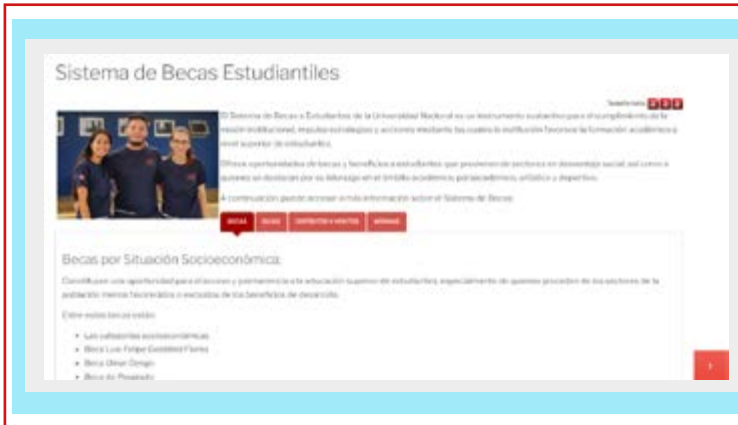 Sistema de Becas Estudiantiles
El Sistema de Becas a Estudiantes de la Universidad Nacional es un instrumento sustantivo para el cumplimiento de la
misión institucional, impulsa estrategias y acciones mediante las cuales la institución favorece la formación académica a
nivel superior de estudiantes.
Ofrece oportunidades de becas y beneficios a estudiantes que provienen de sectores en desventaja social, así como a
quienes se destacan por su liderazgo en el ámbito académico, paraacadémico, artístico y deportivo.
A continuación puede accesar a más información sobre el Sistema de Becas:
BECAS
Becas por Situación Socioeconómica:
Constituyen una oportunidad para el acceso y permanencia a la educación superior de estudiantes, especialmente de quienes proceden de los sectores de la
población menos favorecidos o excluidos de los beneficios de desarrollo.
Entre estas becas están:
Las categorías socioeconómicas
Beca Luis Felipe González Flores
Beca Omar Dengo
Beca de Posgrado